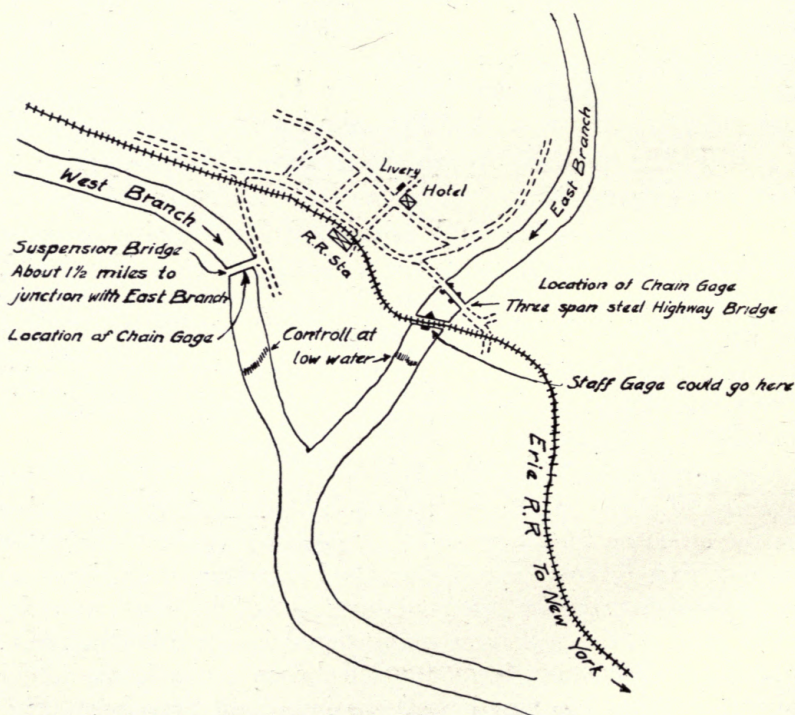 East Branch
Livery
Hotel
West Branch
R.R. Sta
Suspension Bridge
About 1½ miles to
junction with East Branch
Location of Chain Gage
Three span steel Highway Bridge
Location of Chain Gage
Controll at
low water
Staff Gage could go here
Erie R.R To New York